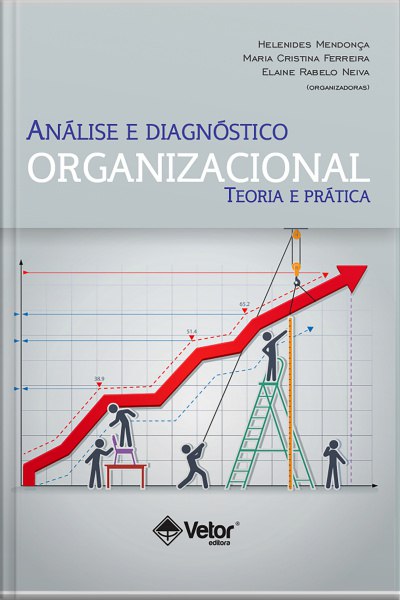 Helenides Mendonça
Maria Cristina Ferreira
Elaine Rabelo Neiva
(organizadoras)
Análise e diagnóstico
ORGANIZACIONAL
Teoria e prática
65.2
51.4
38.9
Vetor®
editora